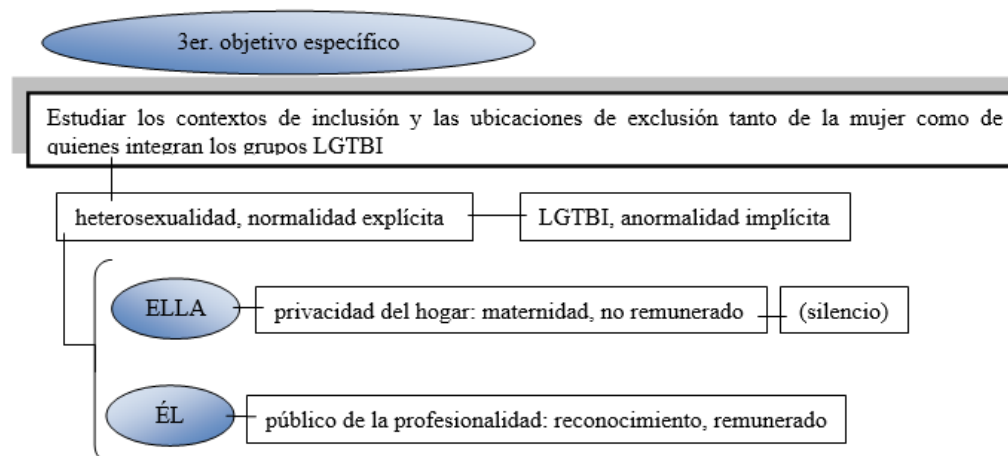 3er. objetivo específico
Estudiar los contextos de inclusión y las ubicaciones de exclusión tanto de la mujer como de
quienes integran los grupos LGTBI
heterosexualidad, normalidad explícita
LGTBI, anormalidad implícita
ELLA
privacidad del hogar: maternidad, no remunerado
(silencio)
ÉL
público de la profesionalidad: reconocimiento, remunerado